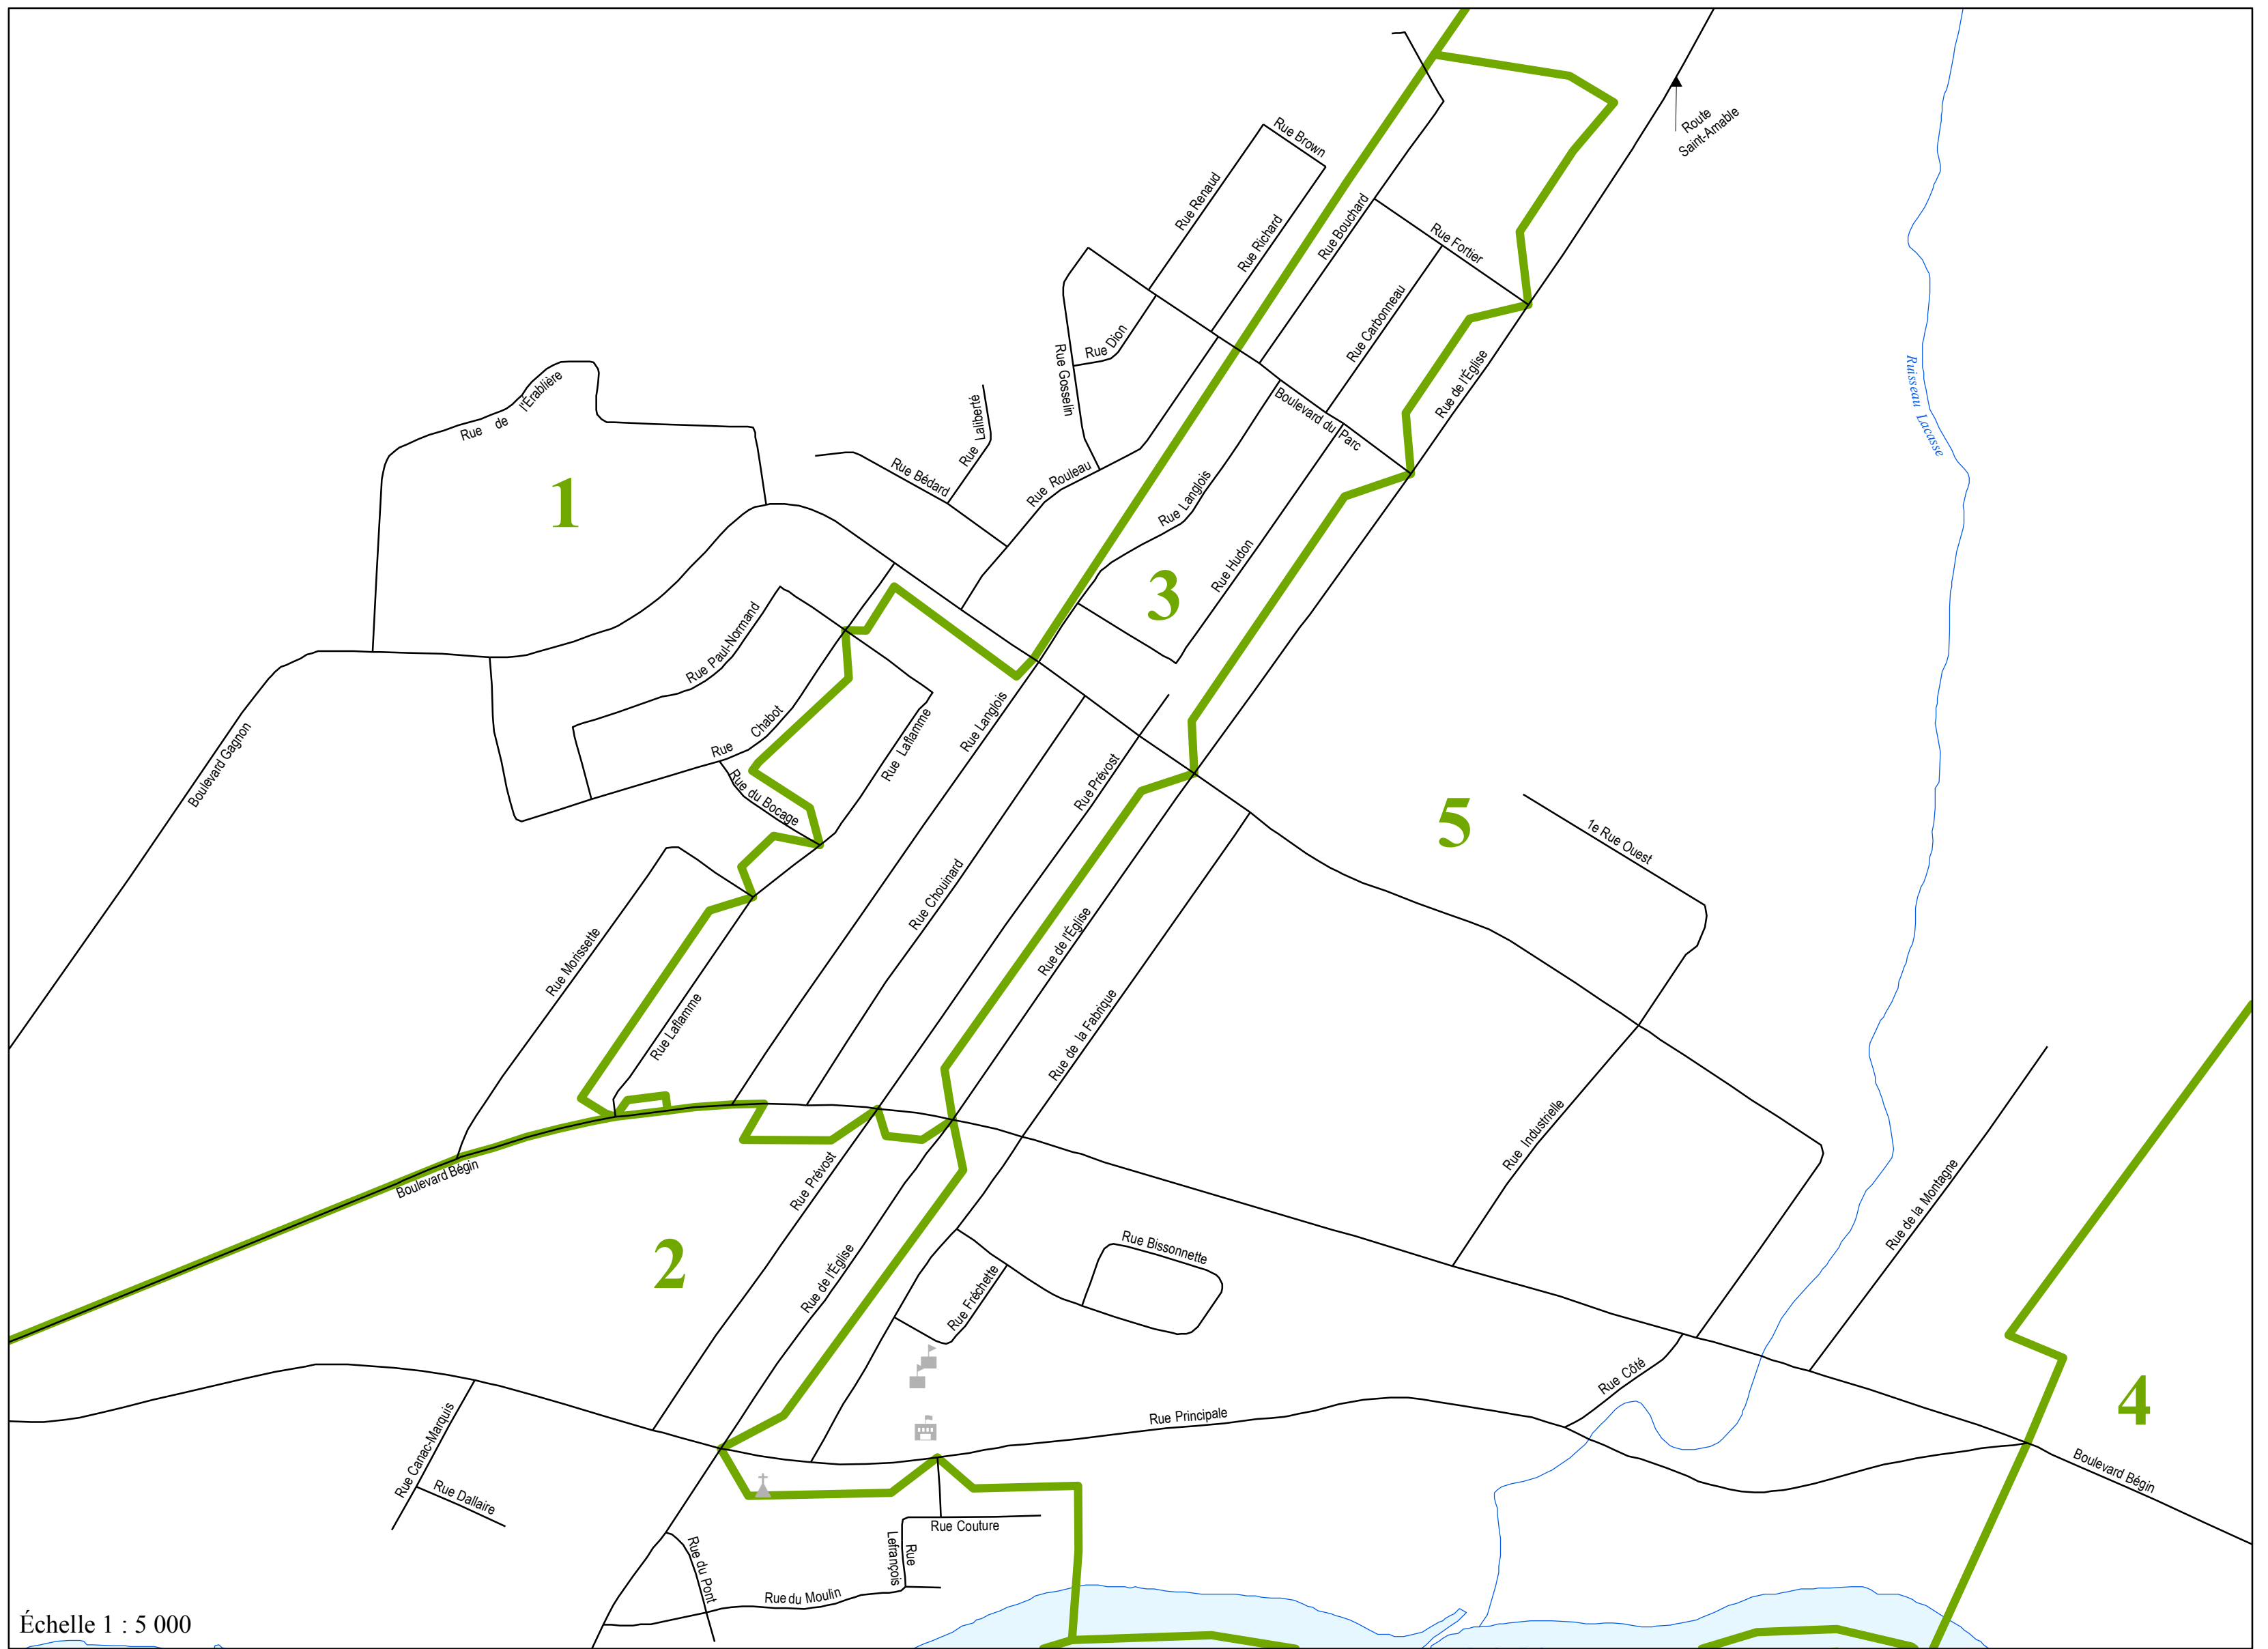 Route
Saint-Amable
Rue Brown
Rue Renaud
Rue Richard
Rue Bouchard
Rue Fortier
Rue Carbonneau
Rue Dion
Rue Gosselin
Boulevard du Parc
Rue de l'Église
Ruisseau Lacasse
Rue de l'Érablière
Rue Laliberté
Rue Bédard
Rue Rouleau
Rue Langlois
1
3
Rue Hudon
Rue Paul-Normand
Rue Chabot
Rue Laflamme
Rue Langlois
Boulevard Gagnon
Rue du Bocage
Rue Prévost
5
1e Rue Ouest
Rue Chouinard
Rue de l'Église
Rue Morissette
Rue Laflamme
Rue de la Fabrique
Rue Industrielle
Boulevard Bégin
Rue Prévost
Rue de la Montagne
2
Rue de l'Église
Rue Bissonnette
Rue Fréchette
Rue Côté
4
Rue Principale
Rue Canac-Marquis
Rue Dallaire
Boulevard Bégin
Rue Couture
Rue
Lefrançois
Rue du Pont
Rue du Moulin
Échelle 1 : 5 000